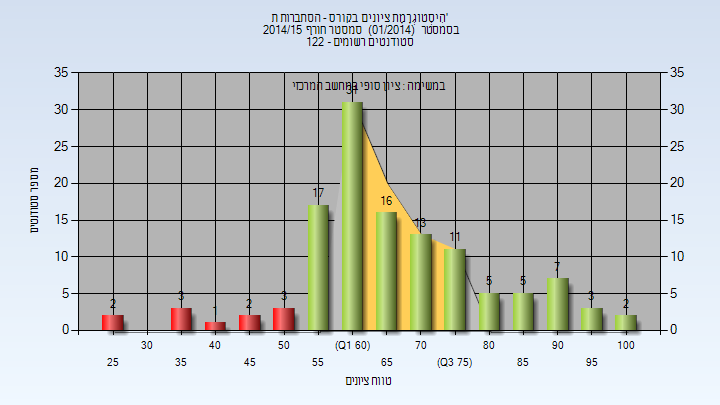 היסטוגרמת ציונים בקורס - הסתברות ח'
בסמסטר (01/2014) סמסטר חורף 2014/15
סטודנטים רשומים - 122
במשימה : ציון סופי במחשב המרכזי
מספר סטודנטים
35 30 25 20 15 10 5 0
35 30 25 20 15 10 5 0
2 3 1 2 3 17 31 16 13 11 5 5 7 3 2
30 40 50 (Q1 60) 70 80 90 100
25 35 45 55 65 (Q3 75) 85 95
טווח ציונים